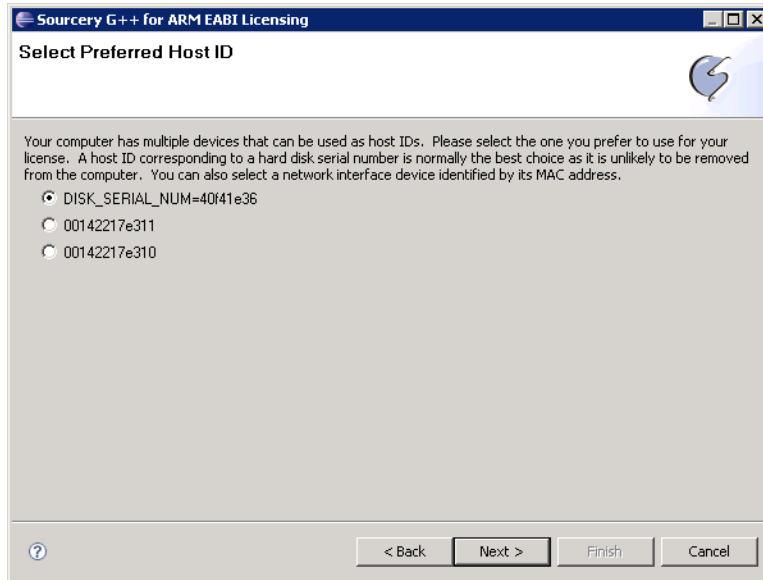 Sourcery G++ for ARM EABI Licensing
Select Preferred Host ID
Your computer has multiple devices that can be used as host IDs. Please select the one you prefer to use for your
license. A host ID corresponding to a hard disk serial number is normally the best choice as it is unlikely to be removed
from the computer. You can also select a network interface device identified by its MAC address.
DISK_SERIAL_NUM=40f41e36
00142217e311
00142217e310
?
< Back
Next >
Finish
Cancel